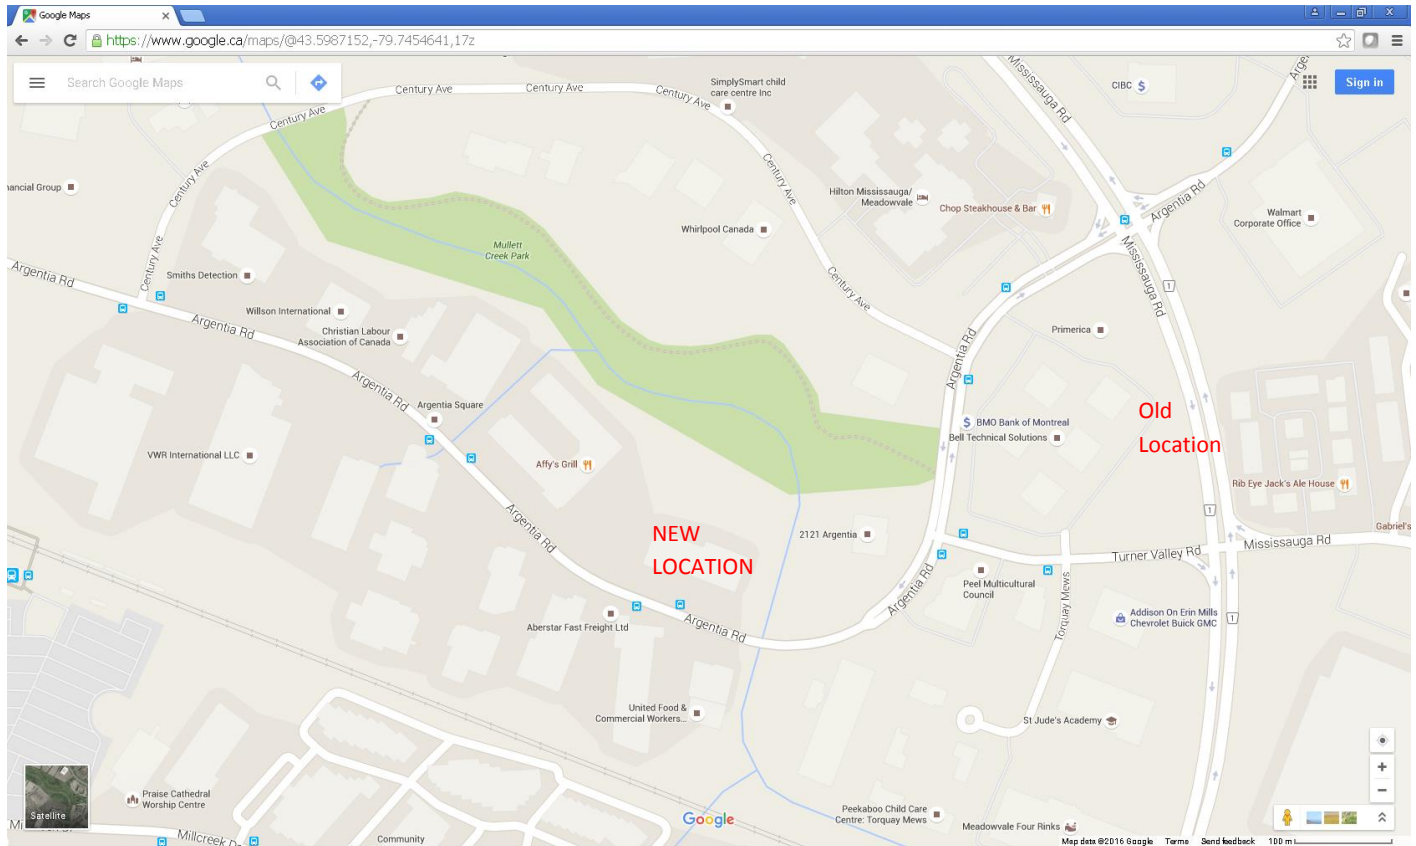 Google Maps
https://www.google.ca/maps/@43.5987152,-79.7454641,17z
Search Google Maps
Sign in
Century Ave
Century Ave
Century Ave
Century Ave
Century Ave
Century Ave
Century Ave
Century Ave
SimplySmart child
care centre Inc
Mississauga Rd
CIBC
Argentia Rd
Walmart
Corporate Office
ancial Group
Hilton Mississauga/
Meadowvale
Chop Steakhouse & Bar
Whirlpool Canada
Mullett
Creek Park
Mississauga Rd
1
Argentia Rd
Smiths Detection
Willson International
Christian Labour
Association of Canada
Argentia Rd
Primerica
Argentia Rd
Argentia Rd
Argentia Square
Old
Location
BMO Bank of Montreal
Bell Technical Solutions
VWR International LLC
Affy's Grill
Rib Eye Jack's Ale House
1
Gabriel's
Argentia Rd
NEW
LOCATION
2121 Argentia
Turner Valley Rd
Mississauga Rd
Peel Multicultural
Council
Torquay Mews
Argentia Rd
Addison On Erin Mills
Chevrolet Buick GMC
1
Aberstar Fast Freight Ltd
Argentia Rd
United Food &
Commercial Workers...
St Jude's Academy
Praise Cathedral
Worship Centre
Satellite
Google
Peekaboo Child Care
Centre: Torquay Mews
Meadowvale Four Rinks
Millcreek
Community
Map data ©2016 Google
Terms
Send feedback
100 m